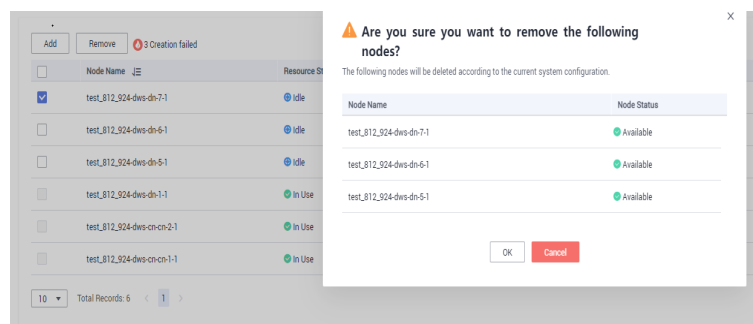 Add
Remove
3 Creation failed
Node Name
Resource St
test_812_924-dws-dn-7-1
Idle
test_812_924-dws-dn-6-1
Idle
test_812_924-dws-dn-5-1
Idle
test_812_924-dws-dn-1-1
In Use
test_812_924-dws-cn-cn-2-1
In Use
test_812_924-dws-cn-cn-1-1
In Use
10
Total Records: 6
< 1 >
X
Are you sure you want to remove the following
nodes?
The following nodes will be deleted according to the current system configuration.
Node Name
Node Status
test_812_924-dws-dn-7-1
Available
test_812_924-dws-dn-6-1
Available
test_812_924-dws-dn-5-1
Available
OK
Cancel